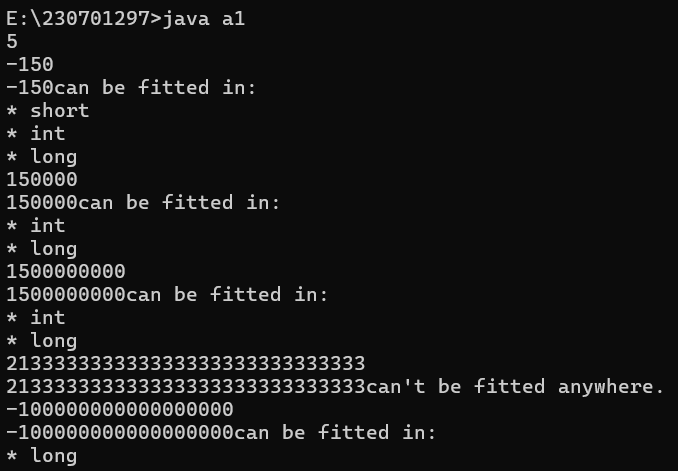 E:\230701297>java a1
5
-150
-150can be fitted in:
* short
* int
* long
150000
150000can be fitted in:
* int
* long
1500000000
1500000000can be fitted in:
* int
* long
213333333333333333333333333333
213333333333333333333333333333can't be fitted anywhere.
-100000000000000000
-100000000000000000can be fitted in:
* long